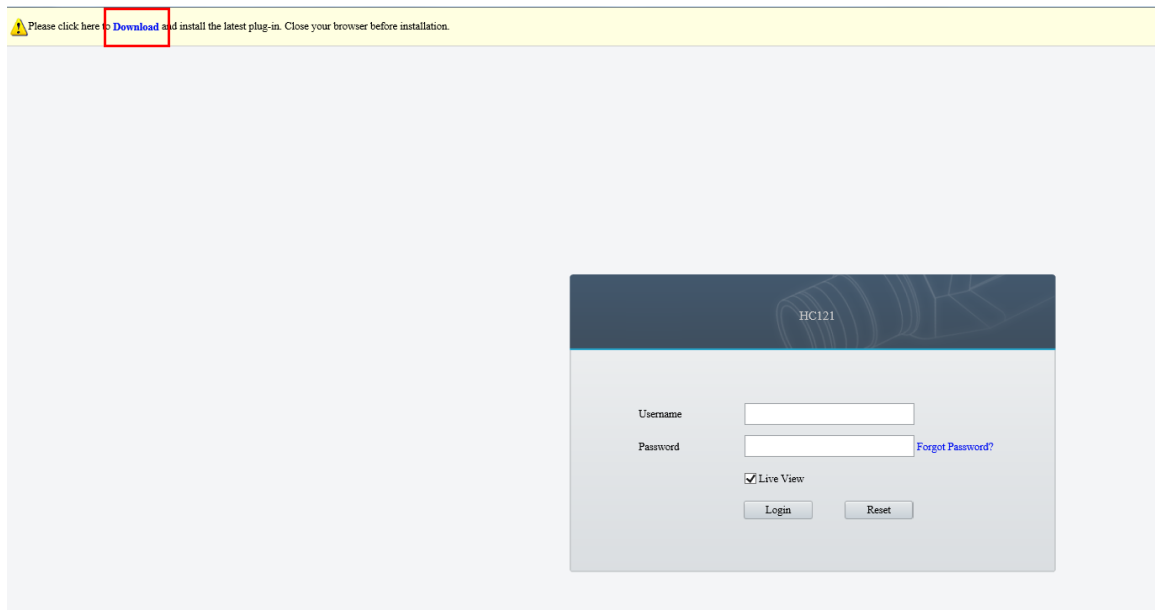 Please click here to Download and install the latest plug-in. Close your browser before installation.
HC121
Username
Password Forgot Password?
Live View
Login Reset